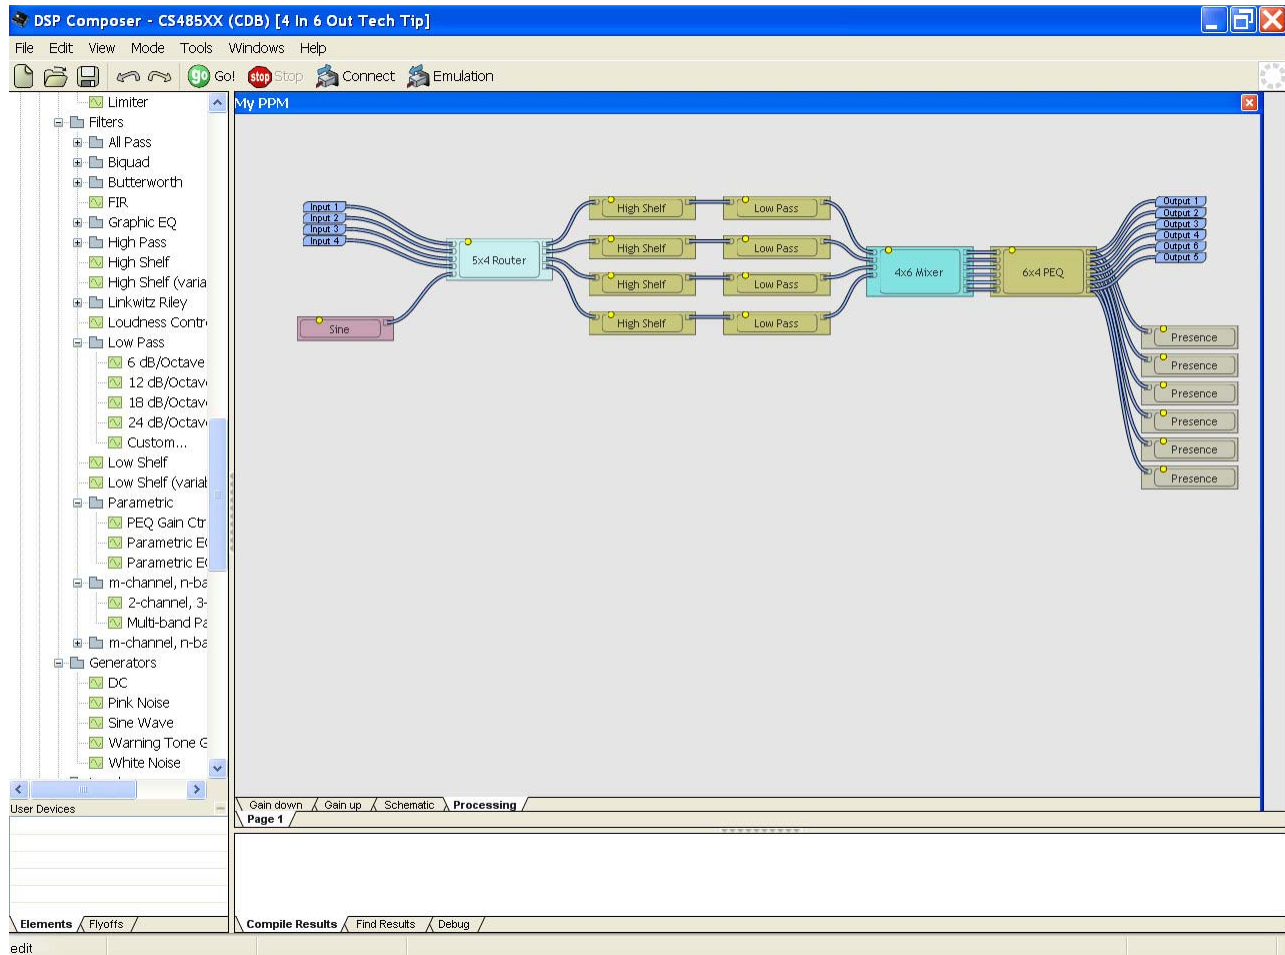 DSP Composer - CS485XX (CDB) [4 In 6 Out Tech Tip]
File Edit View Mode Tools Windows Help
go Go! stop Stop Connect Emulation
Limiter
Filters
All Pass
Biquad
Butterworth
FIR
Graphic EQ
High Pass
High Shelf
High Shelf (varia
Linkwitz Riley
Loudness Contr
Low Pass
6 dB/Octave
12 dB/Octav
18 dB/Octav
24 dB/Octav
Custom...
Low Shelf
Low Shelf (varial
Parametric
PEQ Gain Ctr
Parametric E
Parametric E
m-channel, n-ba
2-channel, 3-
Multi-band Pa
m-channel, n-ba
Generators
DC
Pink Noise
Sine Wave
Warning Tone G
White Noise
User Devices
Elements Flyoffs
edit
My PPM
Input 1
Input 2
Input 3
Input 4
Sine
5x4 Router
High Shelf Low Pass
High Shelf Low Pass
High Shelf Low Pass
High Shelf Low Pass
4x6 Mixer
6x4 PEQ
Output 1
Output 2
Output 3
Output 4
Output 6
Output 5
Presence
Presence
Presence
Presence
Presence
Presence
Gain down Gain up Schematic Processing
Page 1
Compile Results Find Results Debug